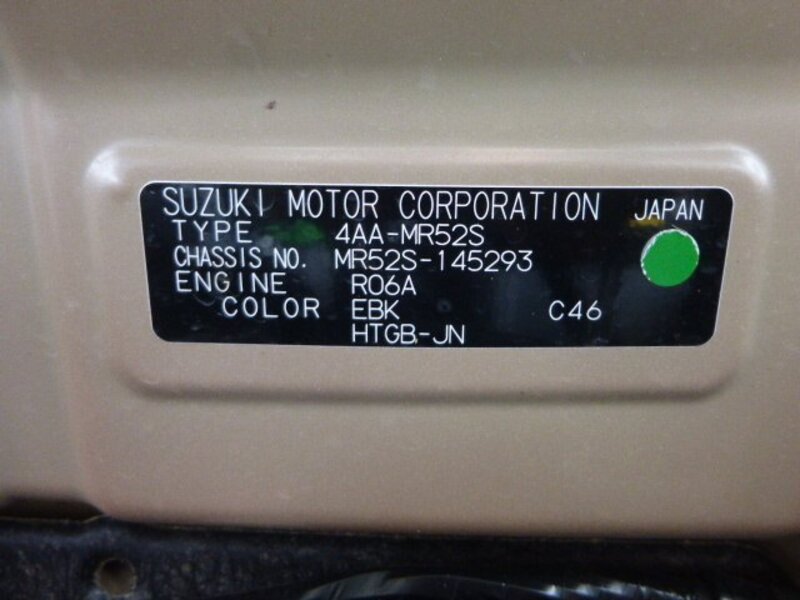 SUZUKI MOTOR CORPORATION JAPAN
TYPE 4AA-MR52S
CHASSIS NO. MR52S-145293
ENGINE R06A
COLOR EBK C46
HTGB-JN